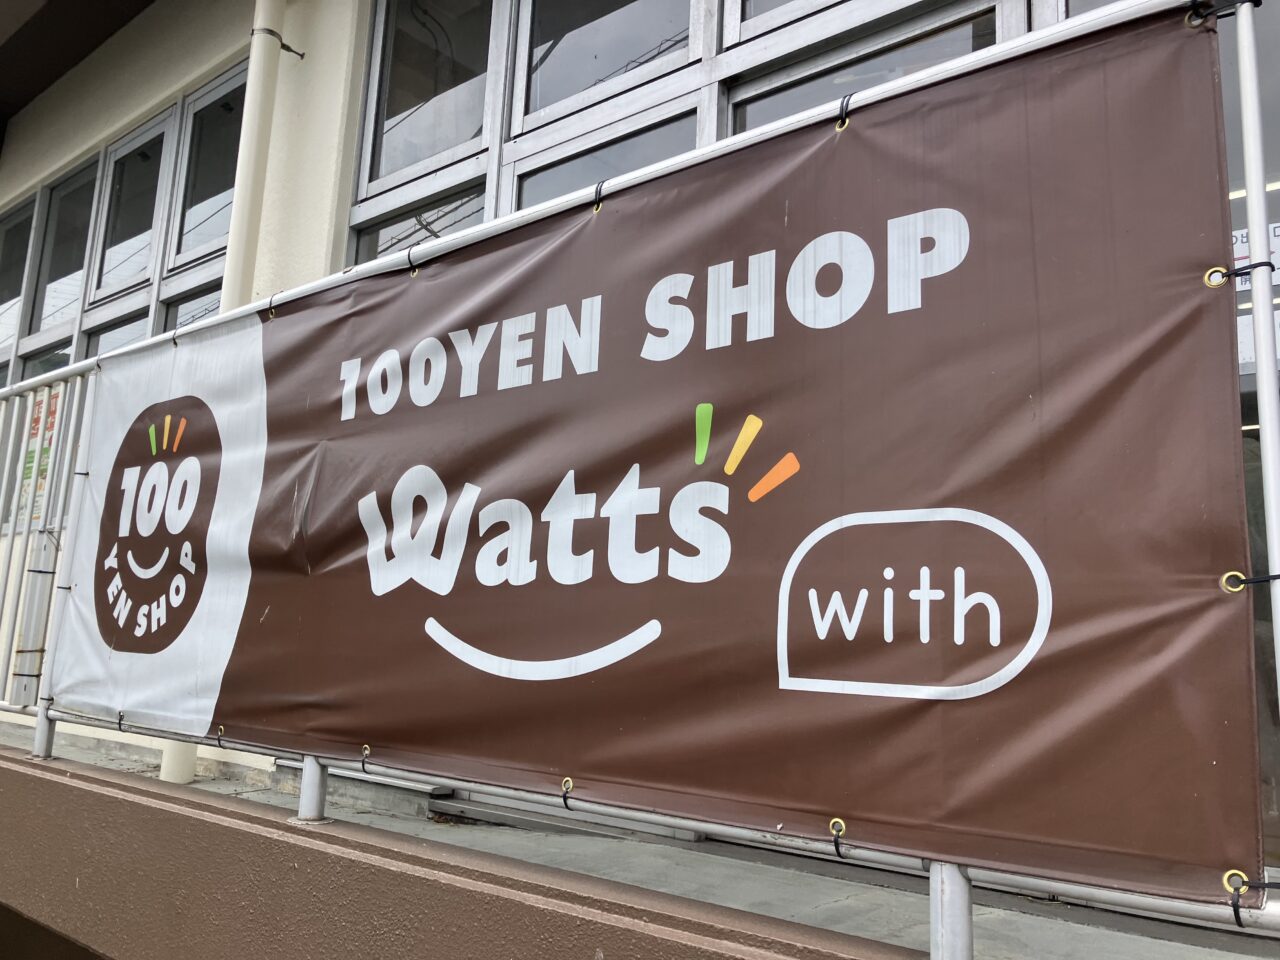 100YEN SHOP
Watts
with
100
YEN SHOP